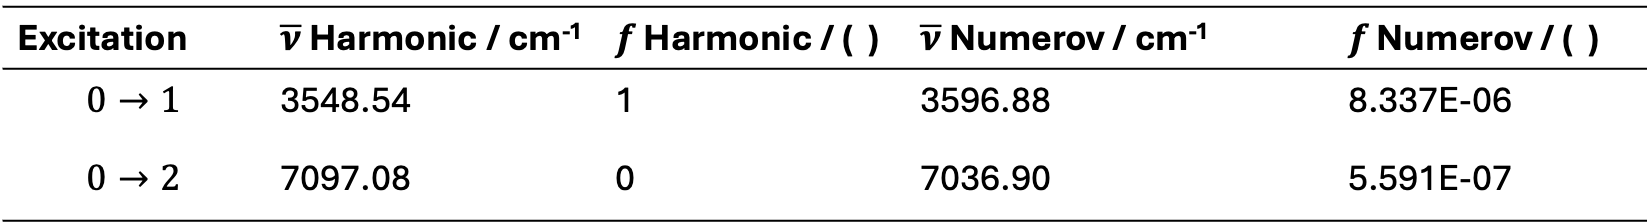 Excitation ν̅ Harmonic / cm⁻¹ f Harmonic / ( ) ν̅ Numerov / cm⁻¹ f Numerov / ( )
0 → 1 3548.54 1 3596.88 8.337E-06
0 → 2 7097.08 0 7036.90 5.591E-07